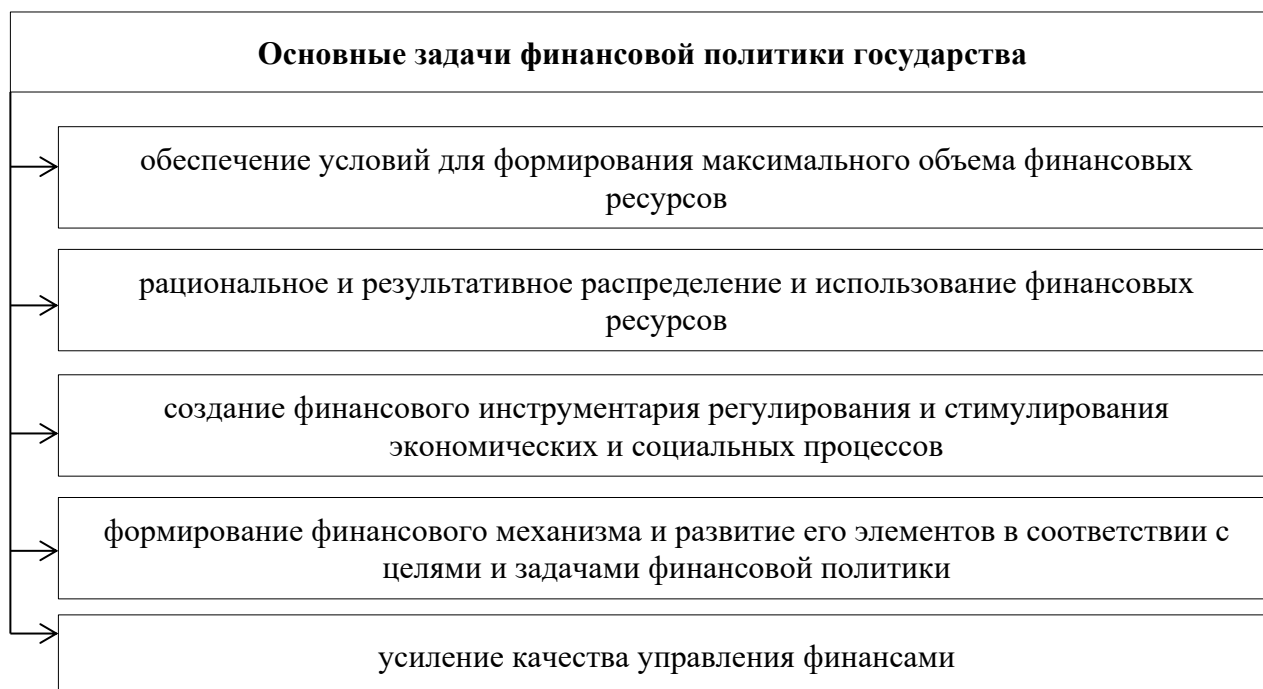 Основные задачи финансовой политики государства
обеспечение условий для формирования максимального объема финансовых
ресурсов
рациональное и результативное распределение и использование финансовых
ресурсов
создание финансового инструментария регулирования и стимулирования
экономических и социальных процессов
формирование финансового механизма и развитие его элементов в соответствии с
целями и задачами финансовой политики
усиление качества управления финансами